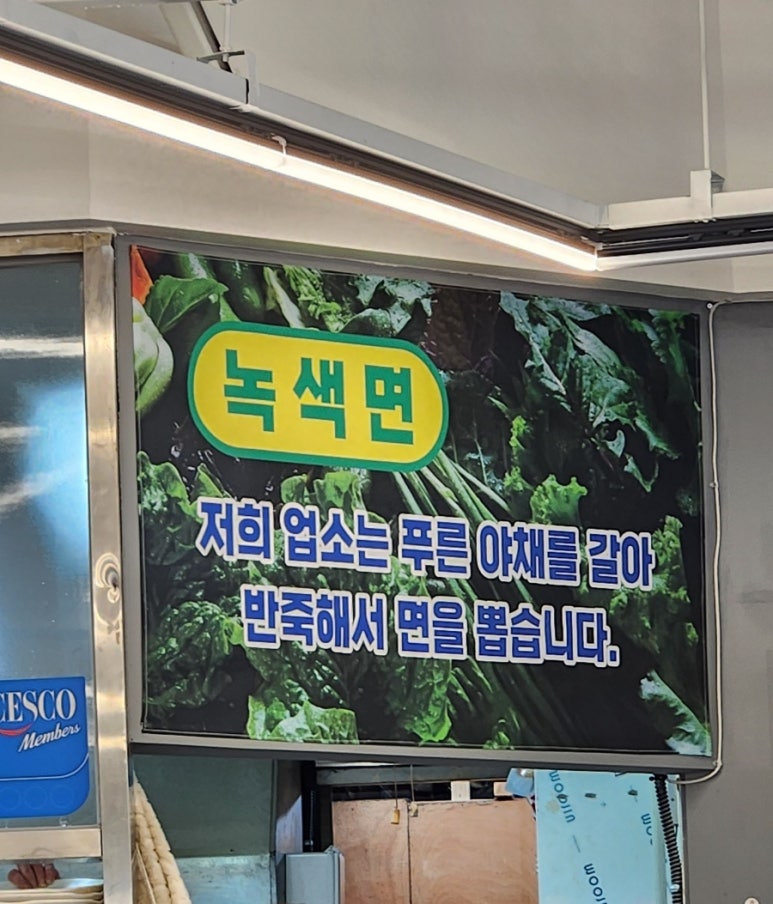 녹색면
저희 업소는 푸른 야채를 갈아
반죽해서 면을 뽑습니다.
CESCO
Members